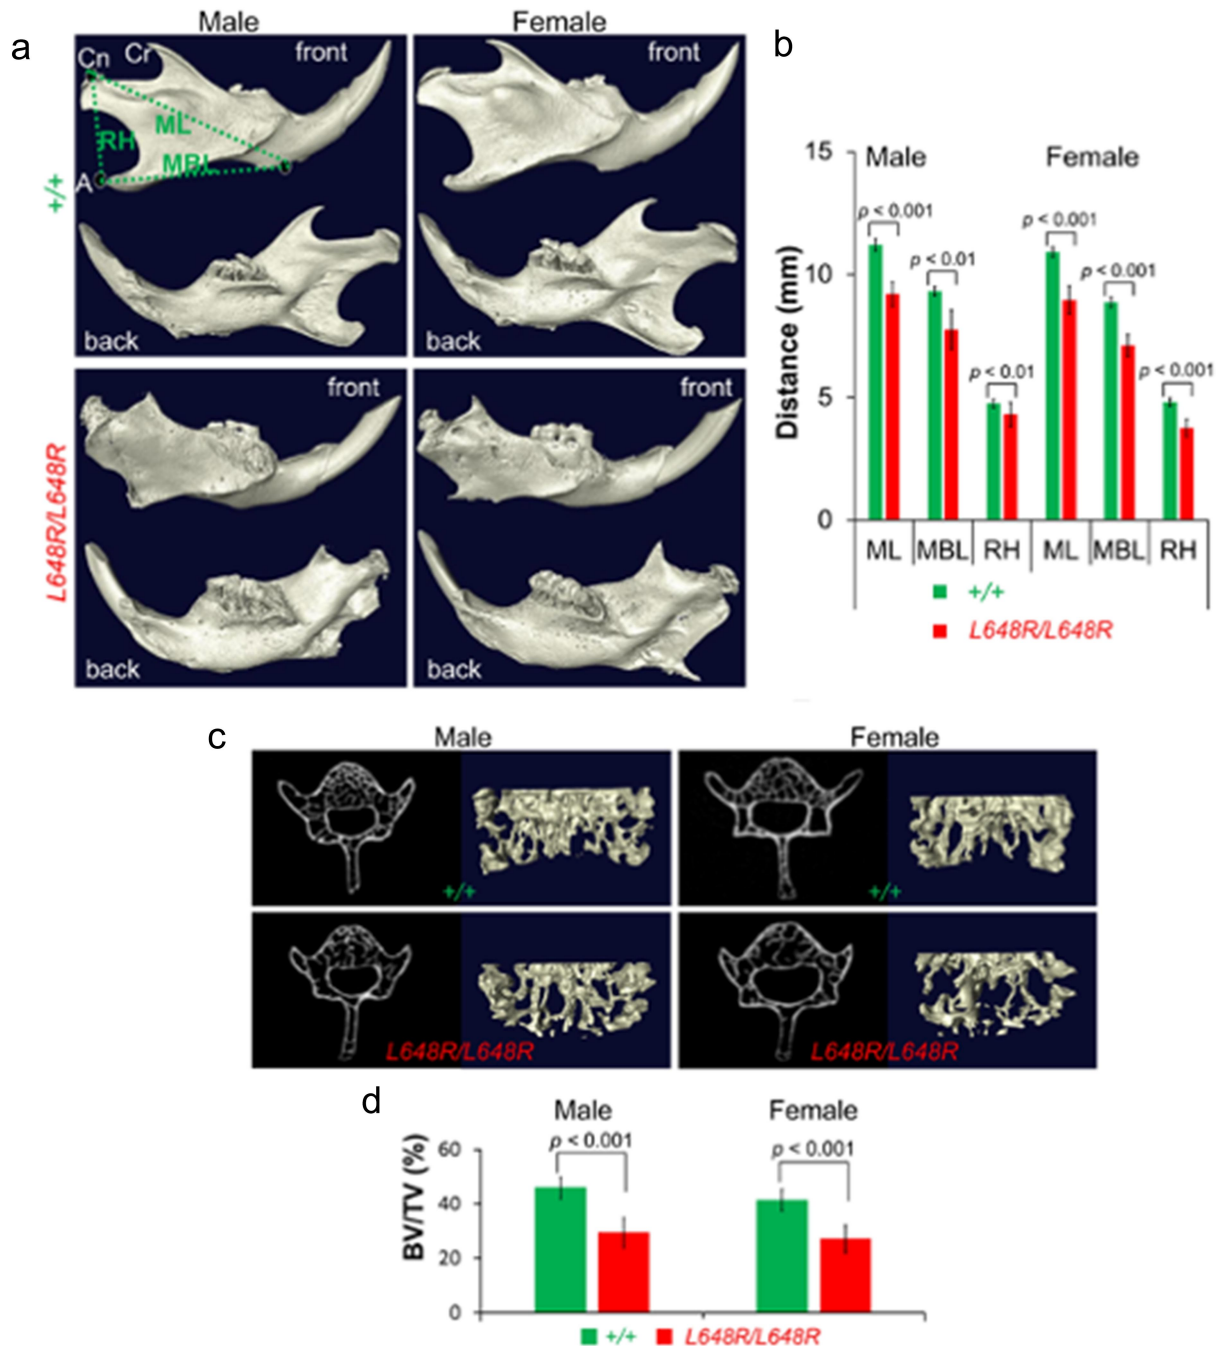 a
Male
Female
Cn
Cr
front
front
ML
RH
MBL
A
+/+
back
back
front
front
L648R/L648R
back
back
b
15
Male
Female
p < 0.001
p < 0.001
p < 0.01
p < 0.001
10
p < 0.01
p < 0.001
5
0
Distance (mm)
ML MBL RH ML MBL RH
+/+
L648R/L648R
c
Male
Female
+/+
+/+
L648R/L648R
L648R/L648R
d
Male
Female
p < 0.001
p < 0.001
60
40
20
0
BV/TV (%)
+/+ L648R/L648R